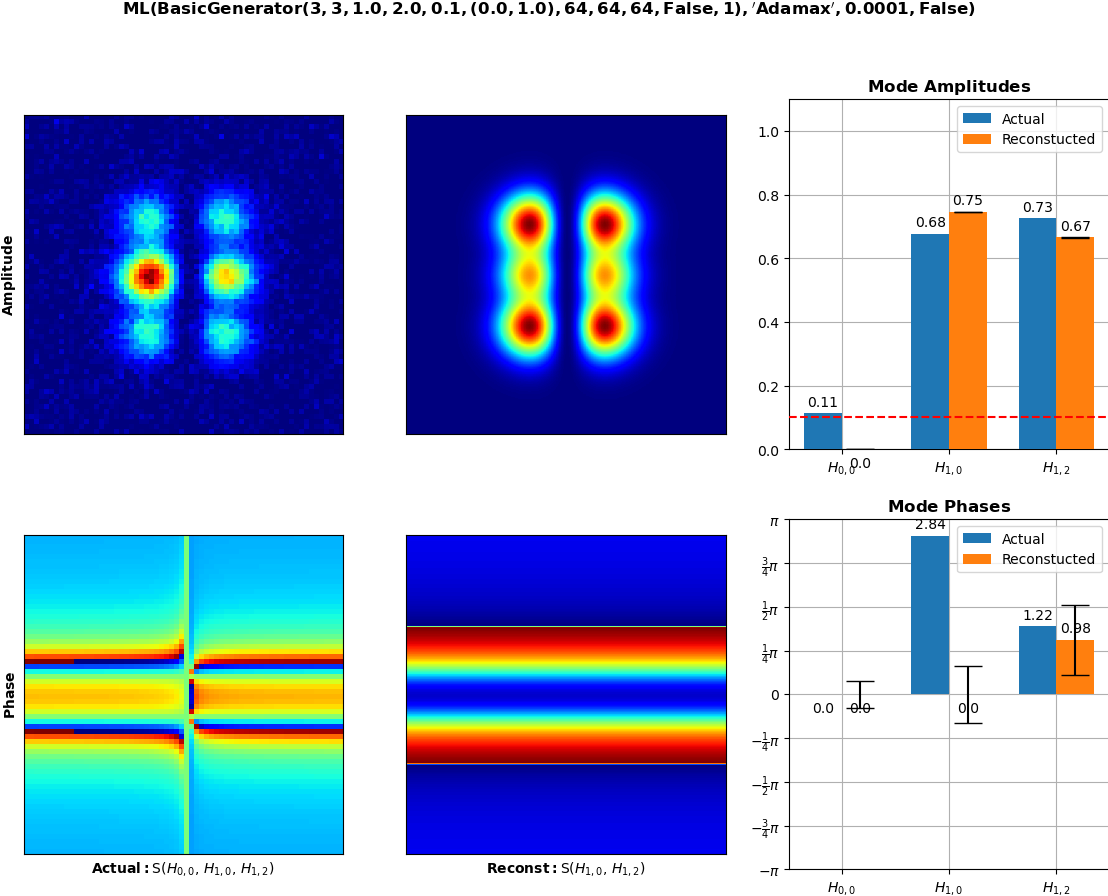 ML(BasicGenerator(3, 3, 1.0, 2.0, 0.1, (0.0, 1.0), 64, 64, 64, False, 1), ′Adamax′, 0.0001, False)
Amplitude
Mode Amplitudes
Actual
Reconstucted
1.0
0.8
0.6
0.4
0.2
0.0
0.11
0.0
0.68
0.75
0.73
0.67
H0,0
H1,0
H1,2
Phase
Actual: S(H0,0, H1,0, H1,2)
Reconst: S(H1,0, H1,2)
Mode Phases
Actual
Reconstucted
π
3/4π
1/2π
1/4π
0
−1/4π
−1/2π
−3/4π
−π
0.0
0.0
2.84
0.0
1.22
0.98
H0,0
H1,0
H1,2